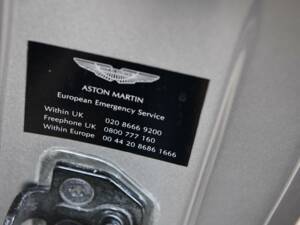 ASTON MARTIN
European Emergency Service
Within UK 020 8666 9200
Freephone UK 0800 777 160
Within Europe 00 44 20 8686 1666